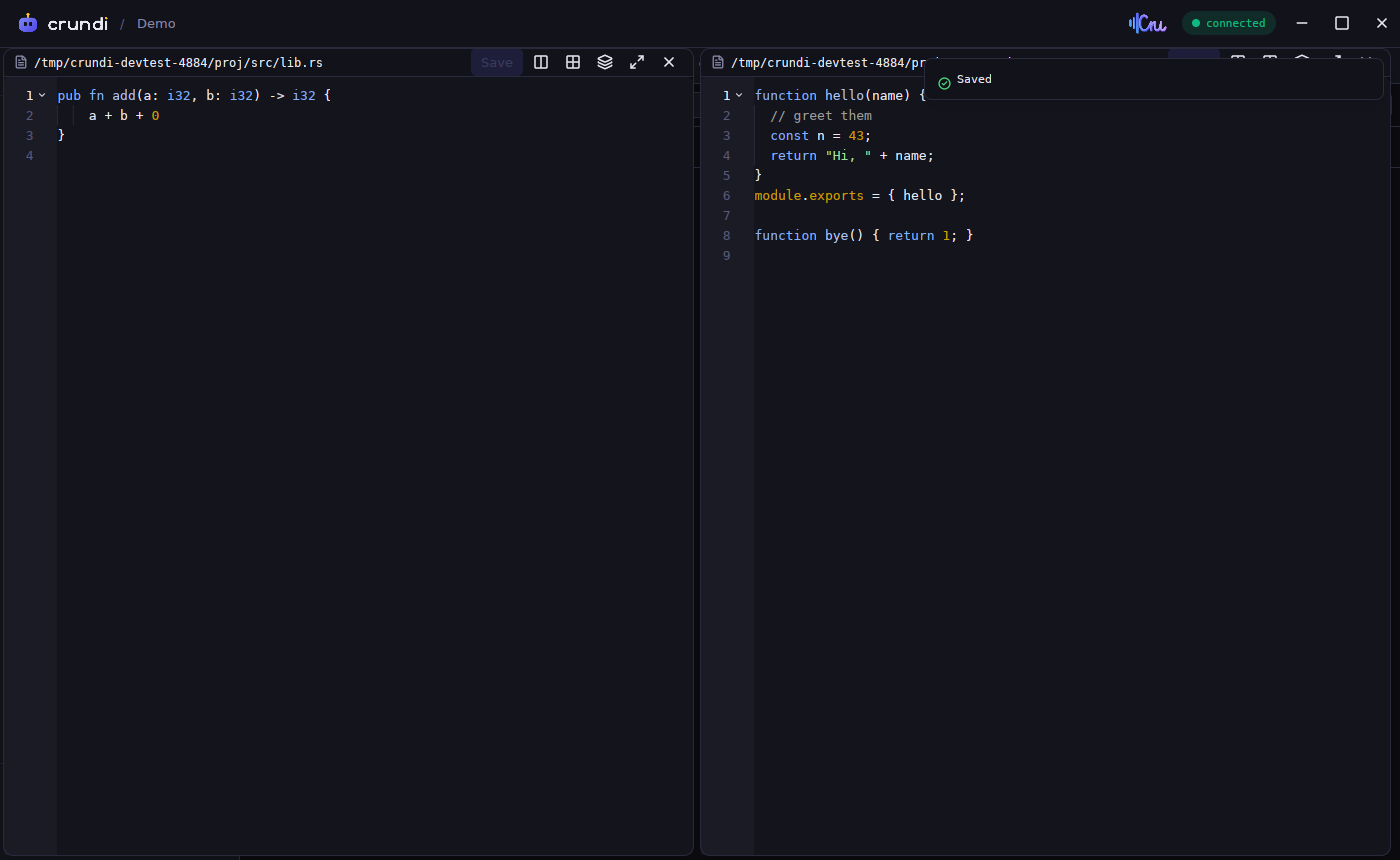 crundi / Demo
Cru
connected
/tmp/crundi-devtest-4884/proj/src/lib.rs
Save
1 pub fn add(a: i32, b: i32) -> i32 {
2 a + b + 0
3 }
4
/tmp/crundi-devtest-4884/pr
Saved
1 function hello(name) {
2 // greet them
3 const n = 43;
4 return "Hi, " + name;
5 }
6 module.exports = { hello };
7
8 function bye() { return 1; }
9